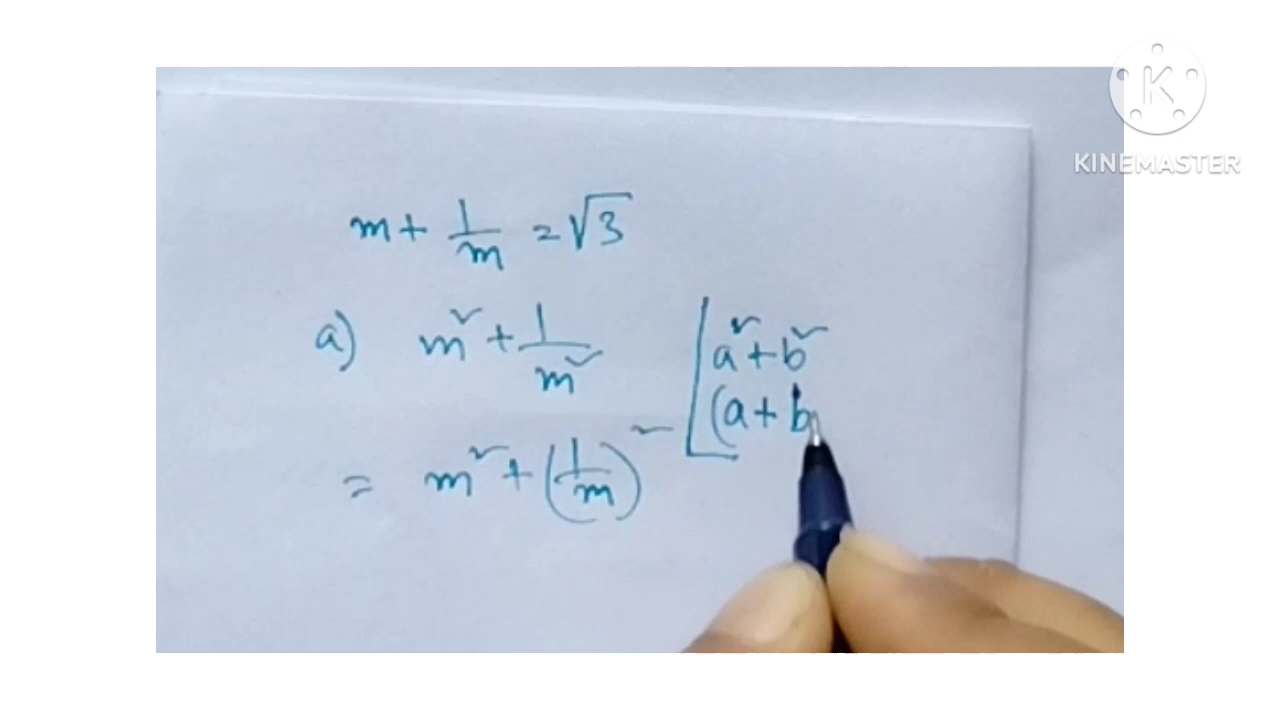 m + 1/m = √3
a) m² + 1/m²
= m² + (1/m)²
[a² + b²
(a + b
K
KINEMASTER